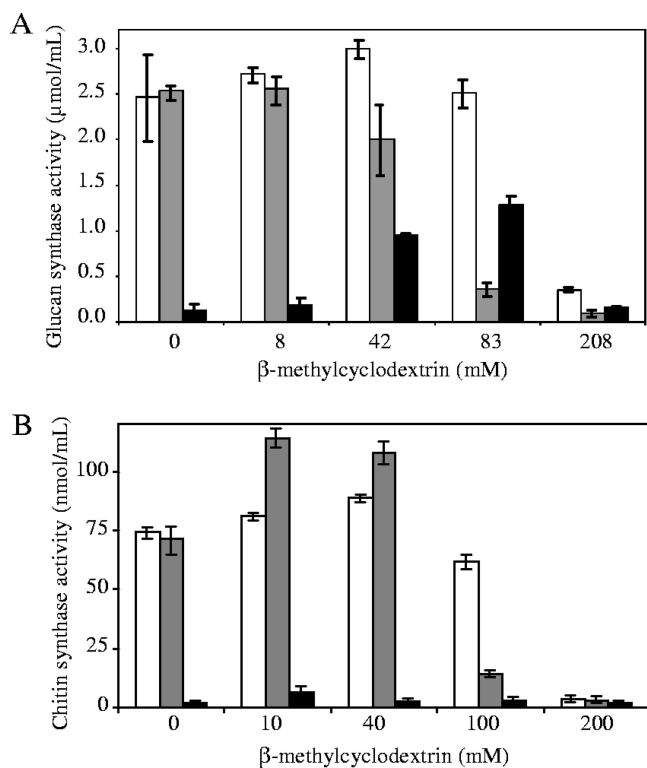 A
Glucan synthase activity (μmol/mL)
3.0
2.5
2.0
1.5
1.0
0.5
0.0
0 8 42 83 208
β-methylcyclodextrin (mM)
B
Chitin synthase activity (nmol/mL)
100
75
50
25
0
0 10 40 100 200
β-methylcyclodextrin (mM)